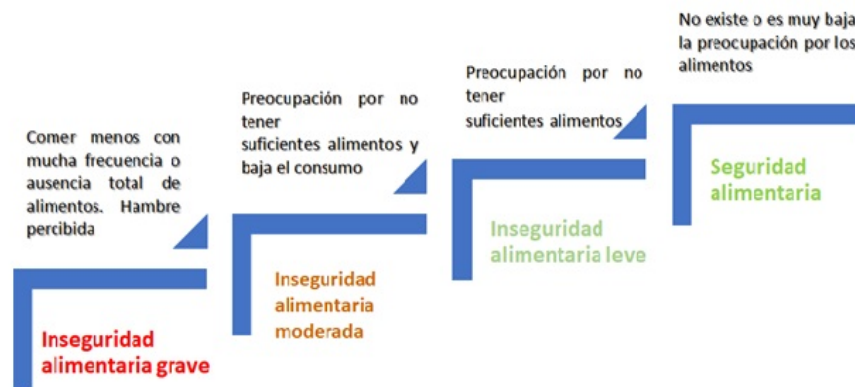 Comer menos con
mucha frecuencia o
ausencia total de
alimentos. Hambre
percibida
Inseguridad
alimentaria grave
Preocupación por no
tener
suficientes alimentos y
baja el consumo
Inseguridad
alimentaria
moderada
Preocupación por no
tener
suficientes alimentos
Inseguridad
alimentaria leve
No existe o es muy baja
la preocupación por los
alimentos
Seguridad
alimentaria